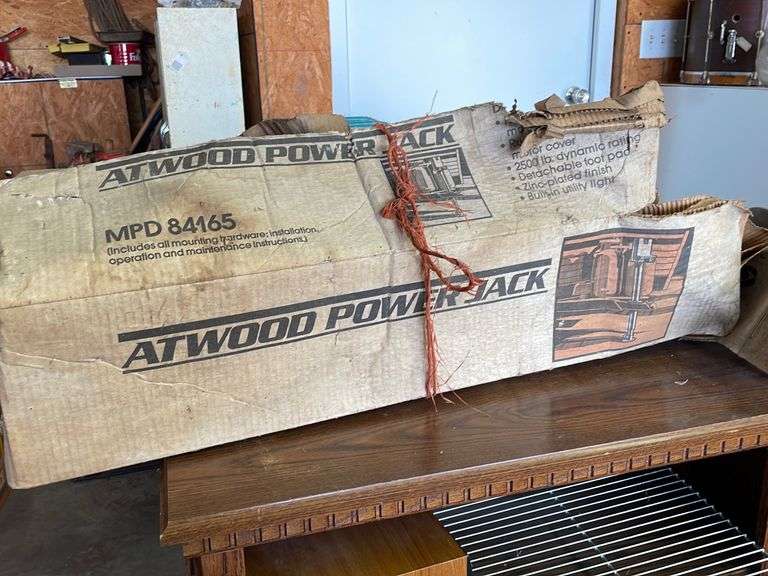 ATWOOD POWER JACK
MPD 84165
(Includes all mounting hardware; installation,
operation and maintenance instructions.)
motor cover
• 2500 lb. dynamic rating
• Detachable foot pad
• Zinc-plated finish
• Built-in utility light
ATWOOD POWER JACK